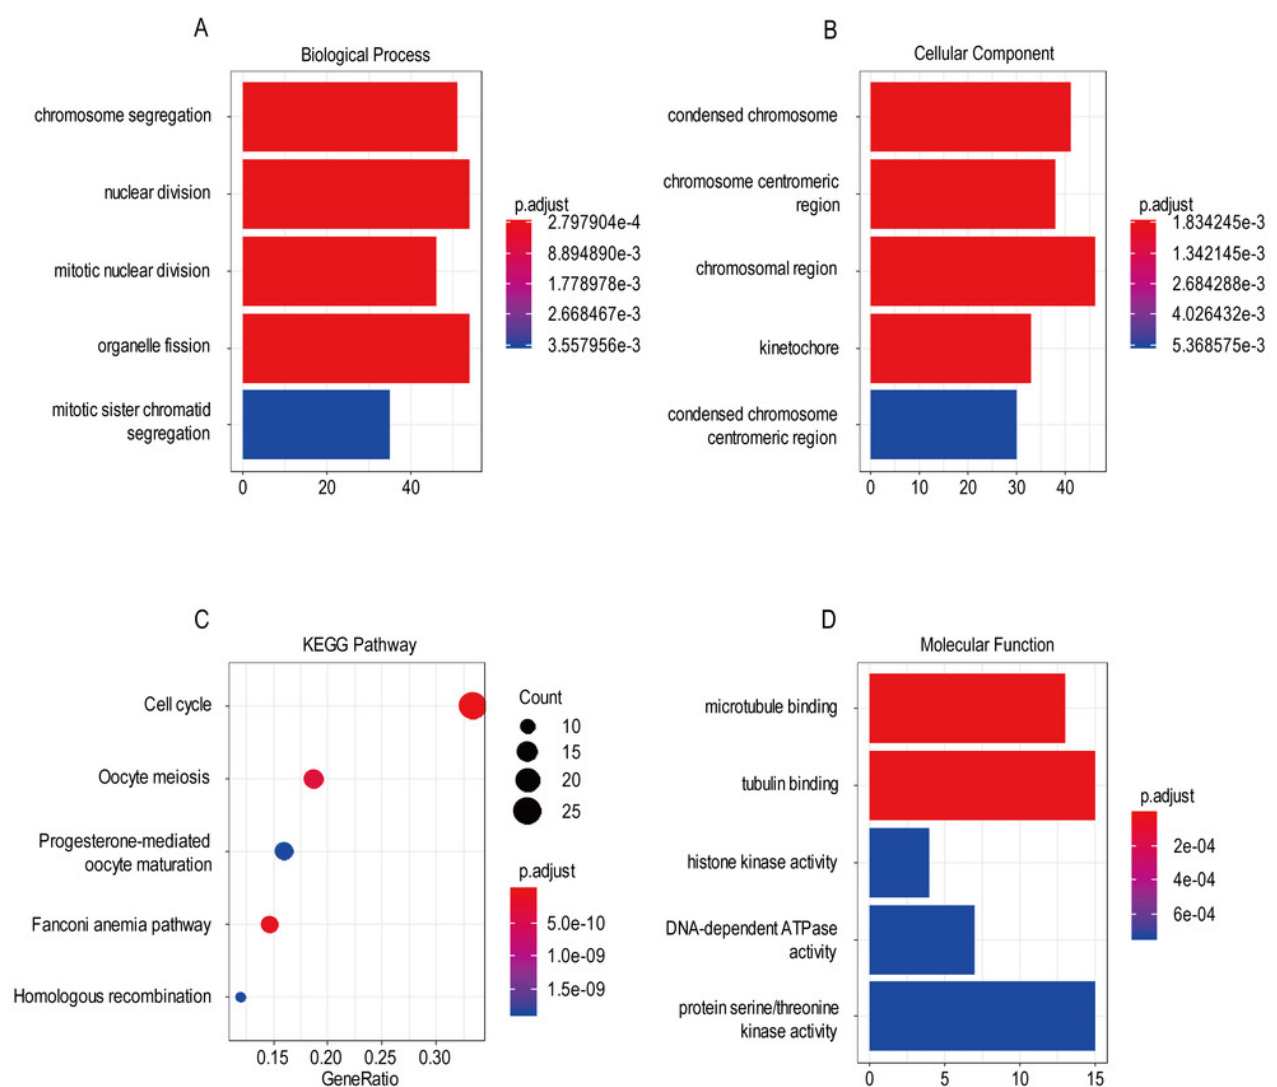 A
Biological Process
chromosome segregation
nuclear division
mitotic nuclear division
organelle fission
mitotic sister chromatid
segregation
0 20 40
p.adjust
2.797904e-4
8.894890e-3
1.778978e-3
2.668467e-3
3.557956e-3
B
Cellular Component
condensed chromosome
chromosome centromeric
region
chromosomal region
kinetochore
condensed chromosome
centromeric region
0 10 20 30 40
p.adjust
1.834245e-3
1.342145e-3
2.684288e-3
4.026432e-3
5.368575e-3
C
KEGG Pathway
Cell cycle
Oocyte meiosis
Progesterone-mediated
oocyte maturation
Fanconi anemia pathway
Homologous recombination
0.15 0.20 0.25 0.30
GeneRatio
Count
10
15
20
25
p.adjust
5.0e-10
1.0e-09
1.5e-09
D
Molecular Function
microtubule binding
tubulin binding
histone kinase activity
DNA-dependent ATPase
activity
protein serine/threonine
kinase activity
0 5 10 15
p.adjust
2e-04
4e-04
6e-04